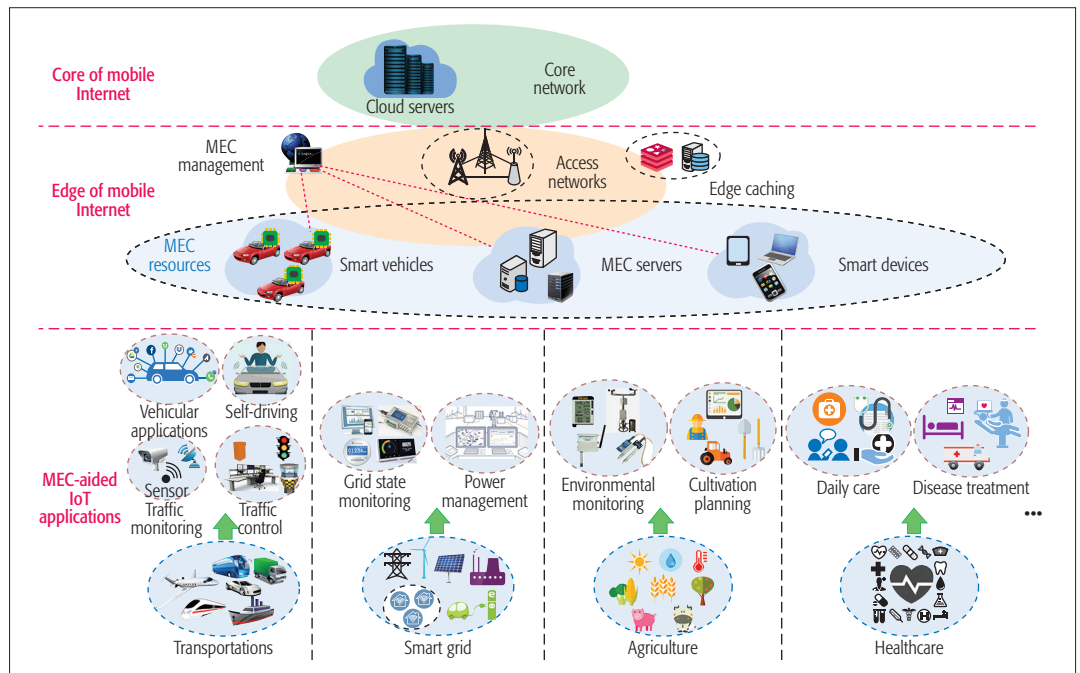 Core of mobile
Internet
Cloud servers
Core
network
MEC
management
Access
networks
Edge caching
Edge of mobile
Internet
MEC
resources
Smart vehicles
MEC servers
Smart devices
Vehicular
applications
Self-driving
Sensor
Traffic
monitoring
Traffic
control
Grid state
monitoring
Power
management
Environmental
monitoring
Cultivation
planning
Daily care
Disease treatment
...
MEC-aided
IoT
applications
Transportations
Smart grid
Agriculture
Healthcare